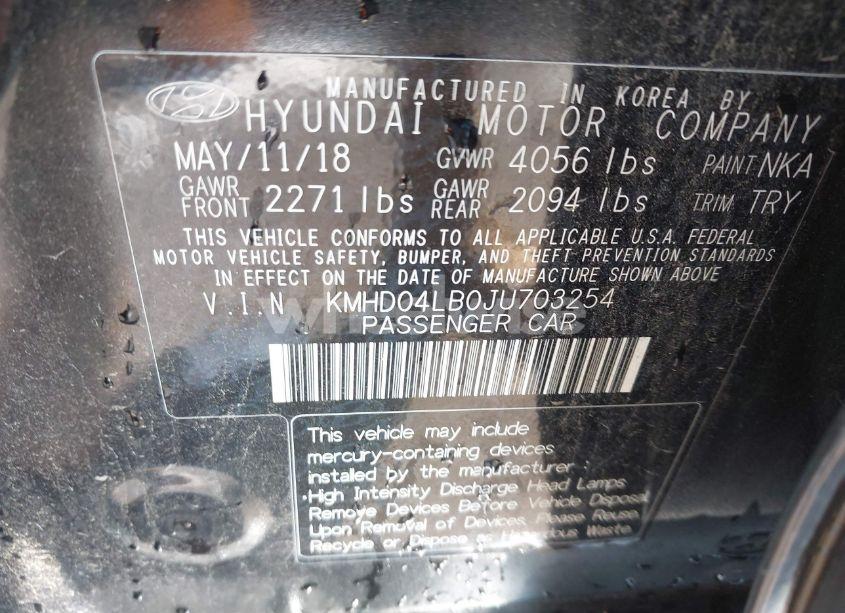 MANUFACTURED IN KOREA BY
HYUNDAI MOTOR COMPANY
MAY/11/18 GVWR 4056 lbs PAINT NKA
GAWR FRONT 2271 lbs GAWR REAR 2094 lbs TRIM TRY
THIS VEHICLE CONFORMS TO ALL APPLICABLE U.S.A. FEDERAL
MOTOR VEHICLE SAFETY, BUMPER, AND THEFT PREVENTION STANDARDS
IN EFFECT ON THE DATE OF MANUFACTURE SHOWN ABOVE
V.I.N KMHD04LB0JU703254
PASSENGER CAR
This vehicle may include
mercury-containing devices
installed by the manufacturer :
•High Intensity Discharge Head Lamps
Remove Devices Before Vehicle Disposal
Upon Removal of Devices Please Reuse,
Recycle or Dispose as Hazardous Waste.